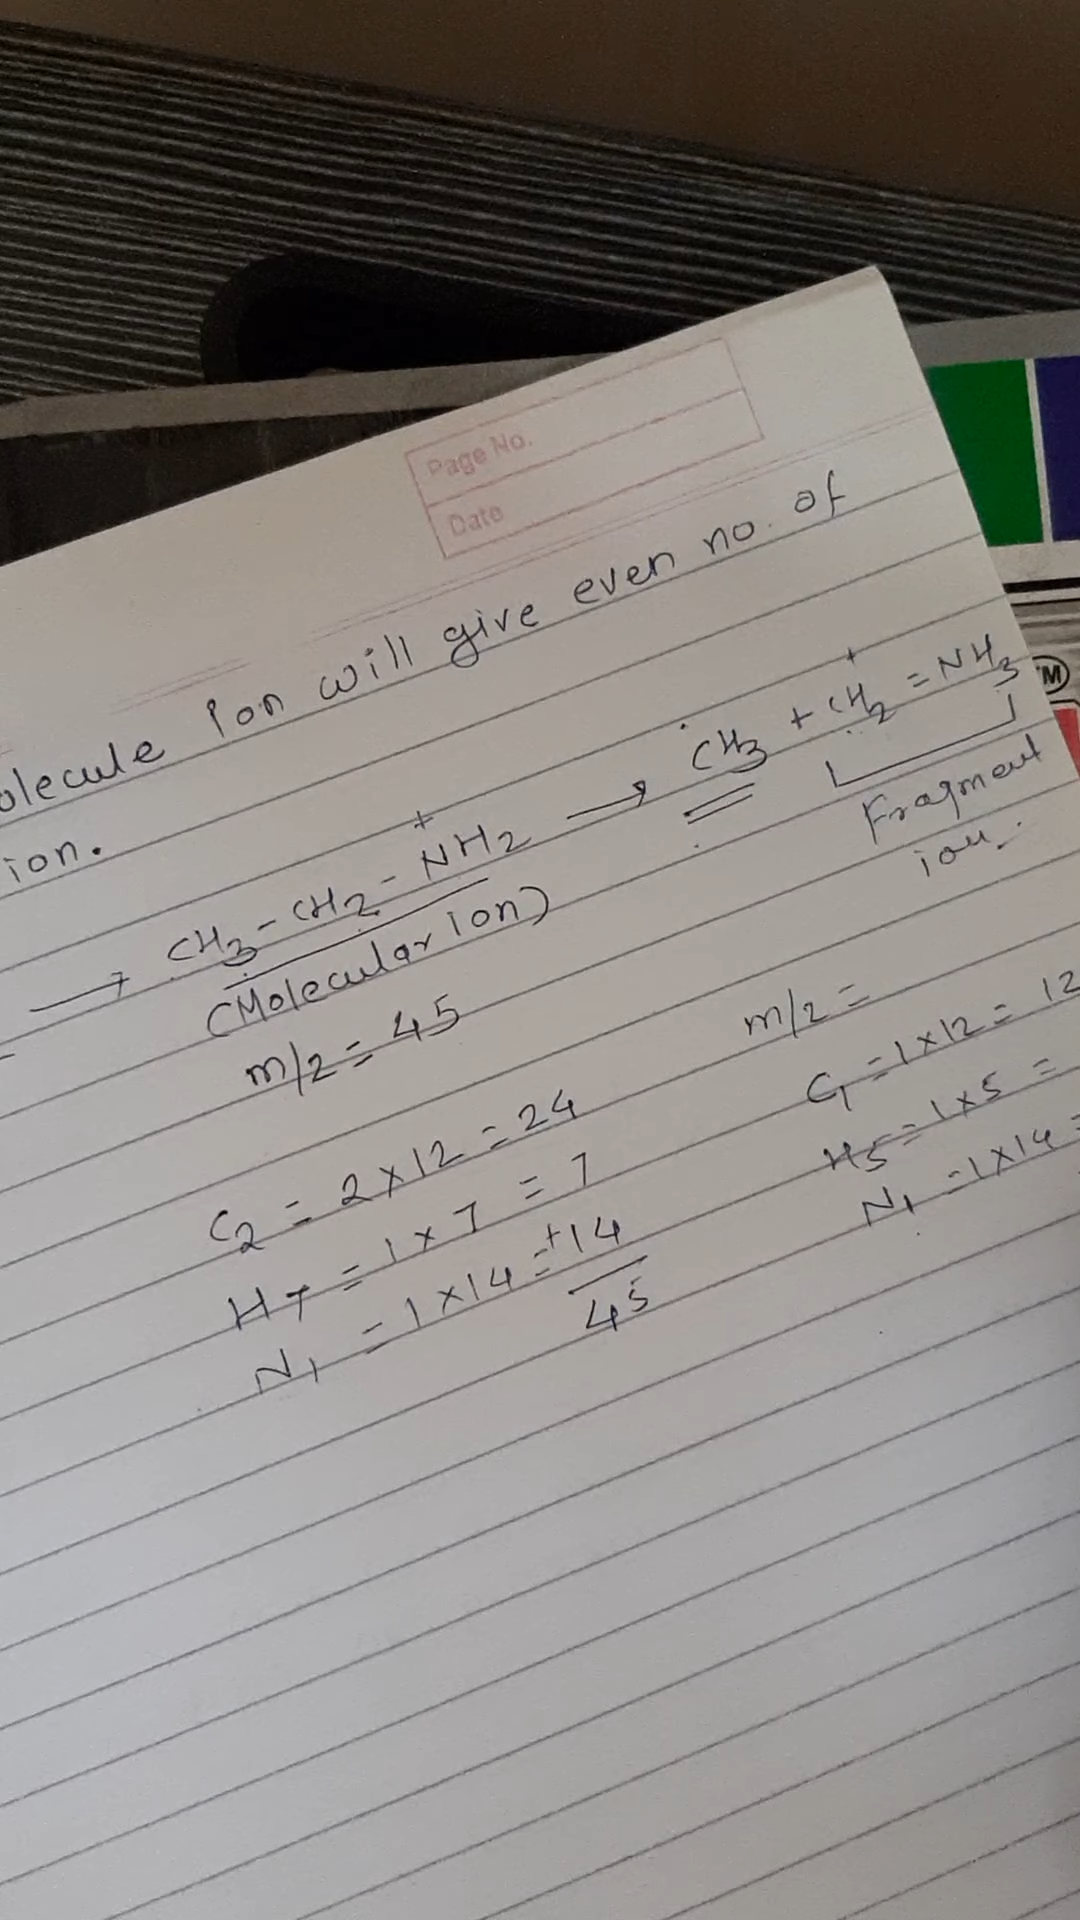 Page No.
Date
olecule Ion will give even no. of
ion.
→ CH3-CH2-NH2 + → CH3 + CH2=NH3 +
(Molecular ion)
Fragment
ion.
m/z = 45
m/z =
C2 = 2×12 = 24
H7 = 1×7 = 7
N1 = 1×14 = +14
45
C1 = 1×12 = 12
H5 = 1×5 =
N1 = 1×14 =
TM